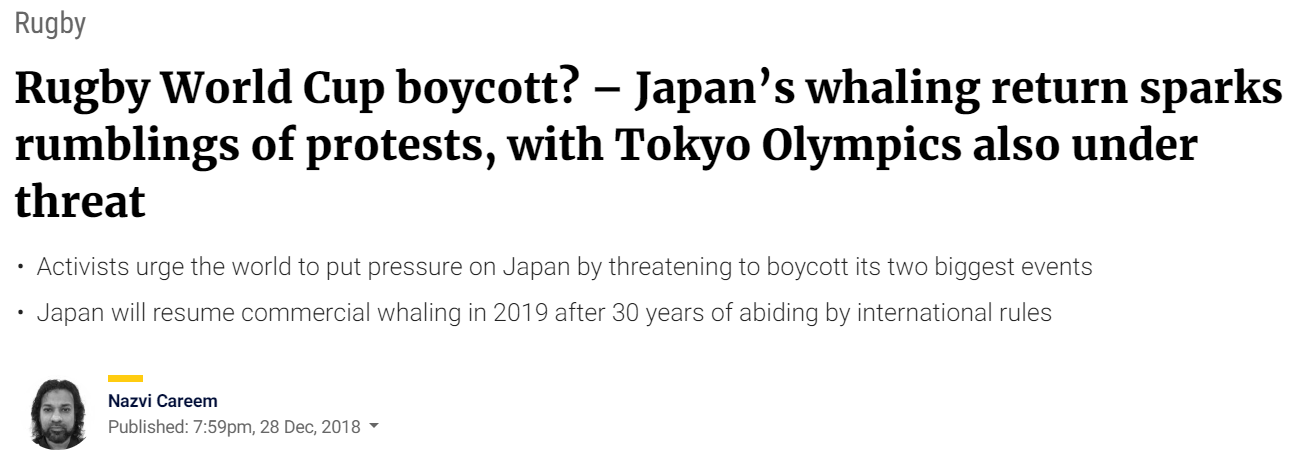 Rugby
Rugby World Cup boycott? – Japan’s whaling return sparks
rumblings of protests, with Tokyo Olympics also under
threat
• Activists urge the world to put pressure on Japan by threatening to boycott its two biggest events
• Japan will resume commercial whaling in 2019 after 30 years of abiding by international rules
Nazvi Careem
Published: 7:59pm, 28 Dec, 2018